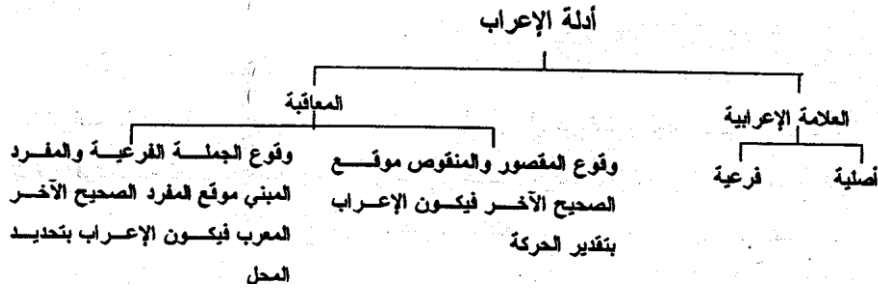 أدلة الإعراب
العلامة الإعرابية
أصلية
فرعية
المعاقبة
وقوع المقصور والمنقوص موقع
الصحيح الآخر فيكون الإعراب
بتقدير الحركة
وقوع الجملة الفرعية والمفرد
المبني موقع المفرد الصحيح الآخر
المعرب فيكون الإعراب بتحديد
المحل